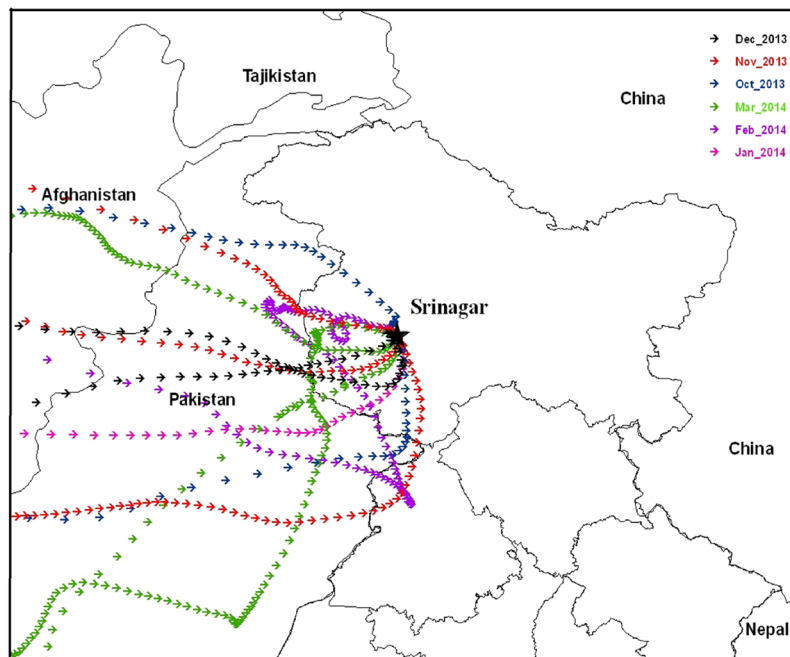 Dec_2013
Nov_2013
Tajikistan
Oct_2013
China
Mar_2014
Feb_2014
Jan_2014
Afghanistan
Srinagar
Pakistan
China
Nepal